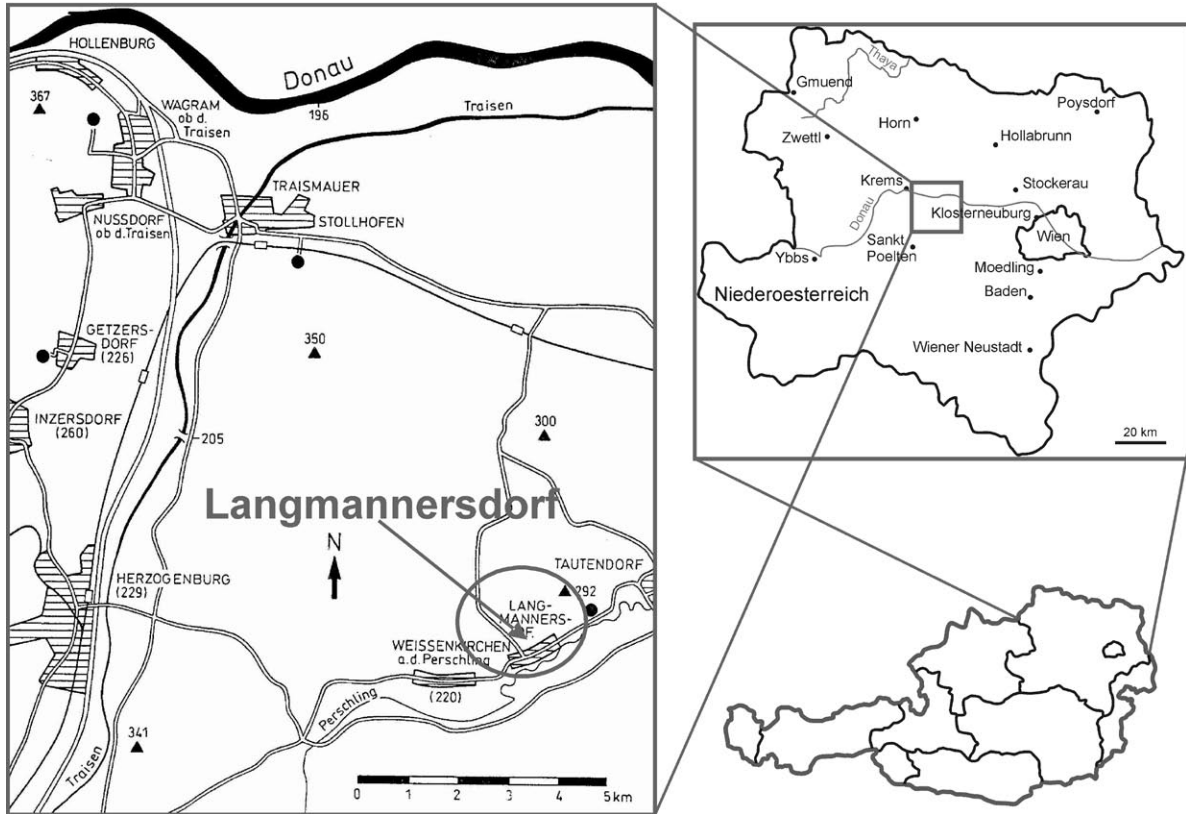 HOLLENBURG
367
WAGRAM
ob d.
Traisen
Donau
196
Traisen
TRAISMAUER
STOLLHOFEN
NUSSDORF
ob d.Traisen
GETZERS-
DORF
(226)
350
INZERSDORF
(260)
300
205
Langmannersdorf
N
TAUTENDORF
292
HERZOGENBURG
(229)
LANG-
MANNERS-
DORF.
WEISSENKIRCHEN
a.d.Perschling
(220)
Perschling
341
Traisen
0 1 2 3 4 5km
Thaya
Gmuend
Poysdorf
Horn
Zwettl
Hollabrunn
Krems
Stockerau
Donau
Klosterneuburg
Wien
Sankt
Poelten
Ybbs
Moedling
Baden
Niederoesterreich
Wiener Neustadt
20 km